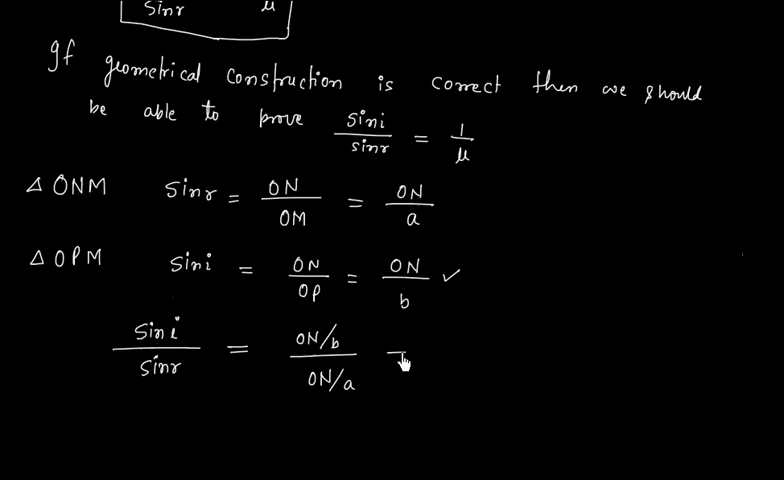 sinr μ
If geometrical construction is correct then we should
be able to prove sini/sinr = 1/μ
Δ ONM sinr = ON/OM = ON/a
Δ OPM sini = ON/OP = ON/b ✓
sini/sinr = ON/b / ON/a =